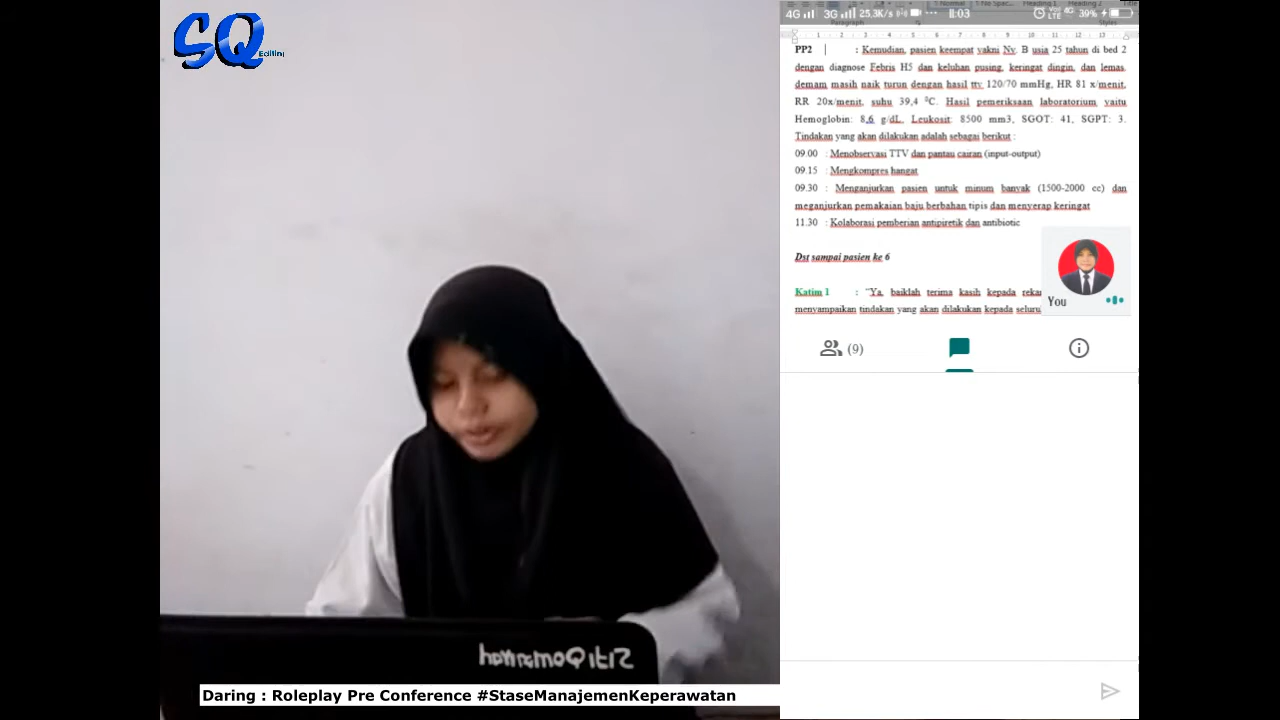 SQ
Editing
4G 3G 25,3K/s 11:03 VoLTE 4G 39%
PP2 : Kemudian, pasien keempat yakni Ny. B usia 25 tahun di bed 2
dengan diagnose Febris H5 dan keluhan pusing, keringat dingin, dan lemas,
demam masih naik turun dengan hasil ttv 120/70 mmHg, HR 81 x/menit,
RR 20x/menit, suhu 39,4 ⁰C. Hasil pemeriksaan laboratorium yaitu
Hemoglobin: 8,6 g/dL, Leukosit: 8500 mm3, SGOT: 41, SGPT: 3.
Tindakan yang akan dilakukan adalah sebagai berikut :
09.00 : Menobservasi TTV dan pantau cairan (input-output)
09.15 : Mengkompres hangat
09.30 : Menganjurkan pasien untuk minum banyak (1500-2000 cc) dan
meganjurkan pemakaian baju berbahan tipis dan menyerap keringat
11.30 : Kolaborasi pemberian antipiretik dan antibiotic
Dst sampai pasien ke 6
Katim 1 : "Ya, baiklah terima kasih kepada
menyampaikan tindakan yang akan dilakukan kepada
You
(9)
SitiQomariyah
Daring : Roleplay Pre Conference #StaseManajemenKeperawatan